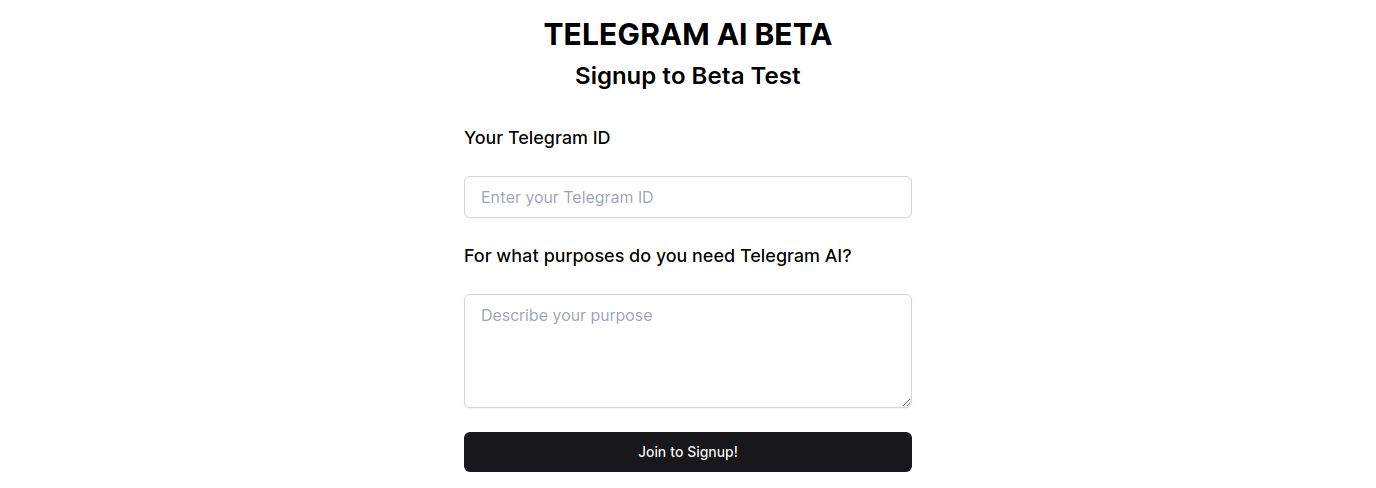 TELEGRAM AI BETA
Signup to Beta Test
Your Telegram ID
Enter your Telegram ID
For what purposes do you need Telegram AI?
Describe your purpose
Join to Signup!